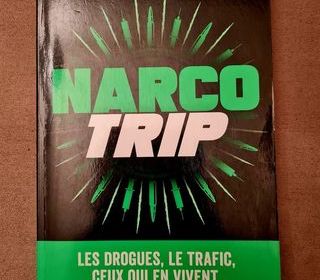 NARCO
TRIP
LES DROGUES, LE TRAFIC,
CEUX QUI EN VIVENT